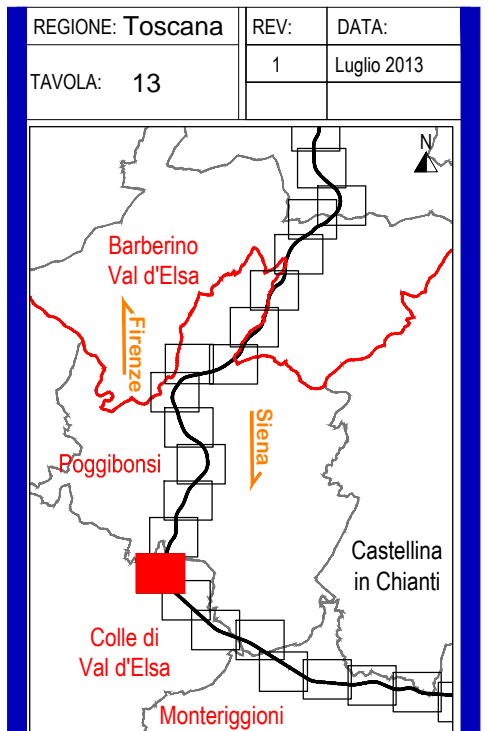 REGIONE: Toscana
REV:
DATA:
TAVOLA: 13
1
Luglio 2013
N
Barberino
Val d'Elsa
Firenze
Siena
Poggibonsi
Castellina
in Chianti
Colle di
Val d'Elsa
Monteriggioni